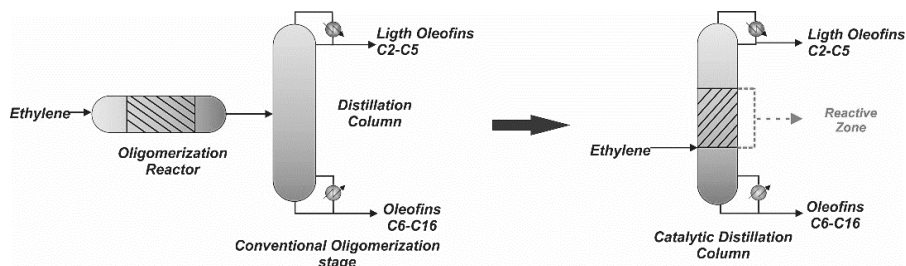 Ethylene
Oligomerization
Reactor
Ligth Oleofins
C2-C5
Distillation
Column
Oleofins
C6-C16
Conventional Oligomerization
stage
Ethylene
Ligth Oleofins
C2-C5
Reactive
Zone
Oleofins
C6-C16
Catalytic Distillation
Column